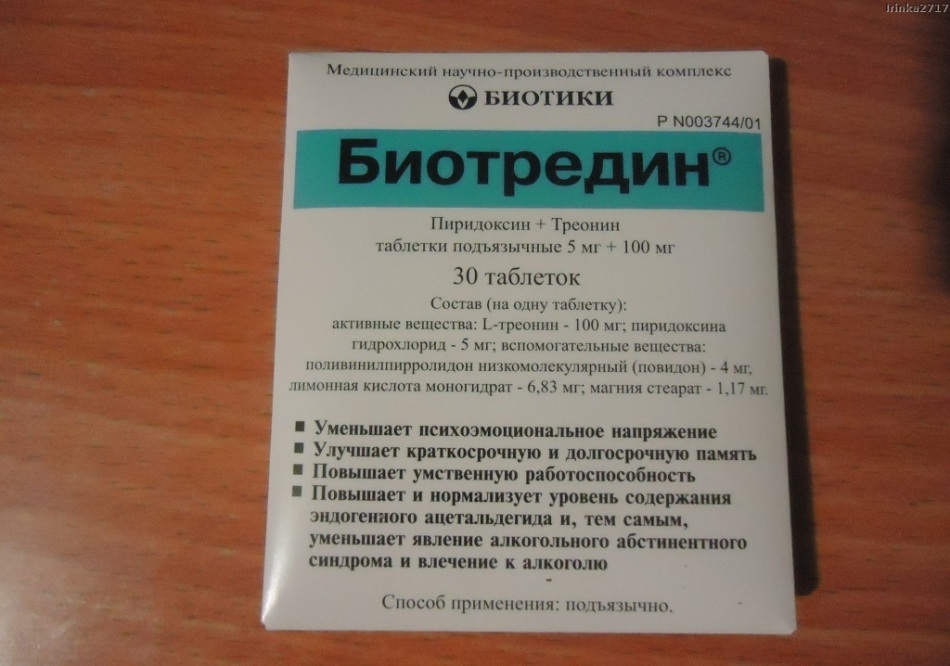 Irinka2717
Медицинский научно-производственный комплекс
БИОТИКИ
Р N003744/01
Биотредин®
Пиридоксин + Треонин
таблетки подъязычные 5 мг + 100 мг
30 таблеток
Состав (на одну таблетку):
активные вещества: L-треонин - 100 мг; пиридоксина
гидрохлорид - 5 мг; вспомогательные вещества:
поливинилпирролидон низкомолекулярный (повидон) - 4 мг,
лимонная кислота моногидрат - 6,83 мг; магния стеарат - 1,17 мг.
■ Уменьшает психоэмоциональное напряжение
■ Улучшает краткосрочную и долгосрочную память
■ Повышает умственную работоспособность
■ Повышает и нормализует уровень содержания
эндогенного ацетальдегида и, тем самым,
уменьшает явление алкогольного абстинентного
синдрома и влечение к алкоголю
Способ применения: подъязычно.